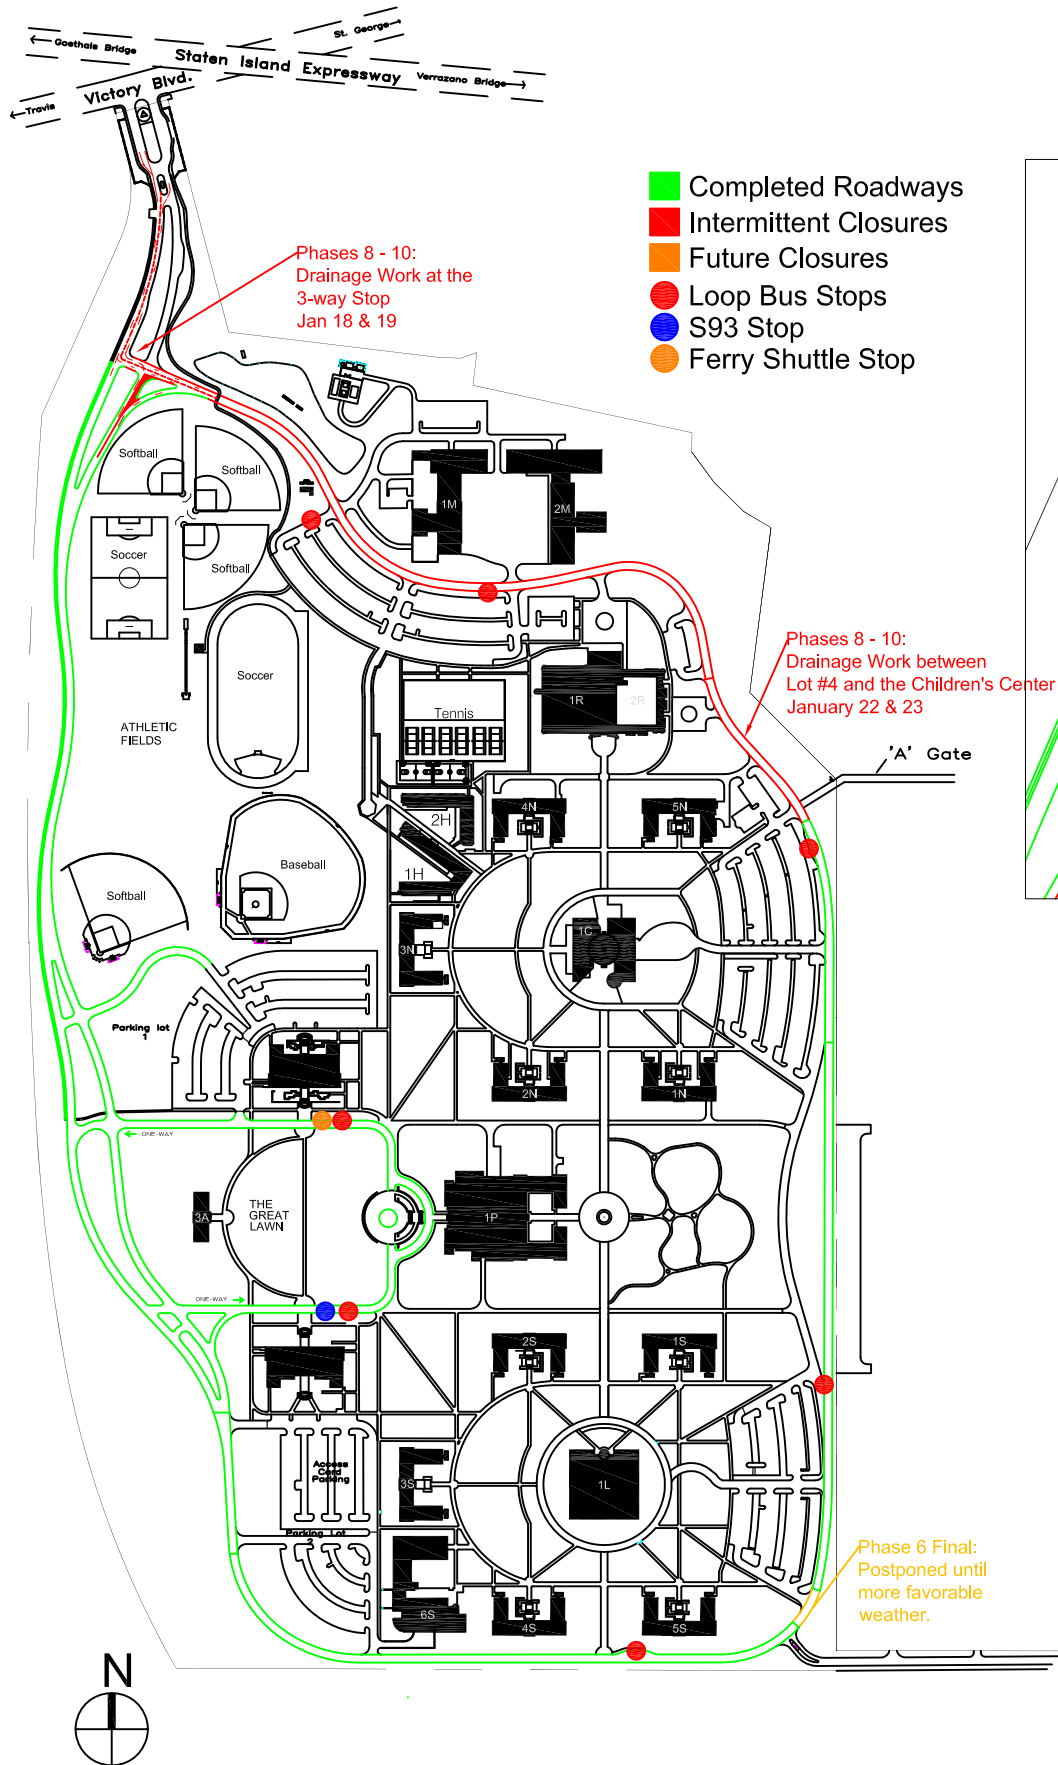 St. George
Goethals Bridge
Staten Island Expressway
Verrazano Bridge
Travis
Victory Blvd.
Completed Roadways
Intermittent Closures
Future Closures
Loop Bus Stops
S93 Stop
Ferry Shuttle Stop
Phases 8 - 10:
Drainage Work at the
3-way Stop
Jan 18 & 19
Softball
Softball
Soccer
Softball
1M
2M
Soccer
Phases 8 - 10:
Drainage Work between
Lot #4 and the Children's Center
January 22 & 23
1R
2R
Tennis
ATHLETIC
FIELDS
'A' Gate
4N
5N
2H
1H
Baseball
Softball
3N
1C
Parking lot
1
2N
1N
ONE-WAY
THE
GREAT
LAWN
3A
1P
ONE-WAY
2S
1S
Access
Card
Parking
3S
1L
Parking Lot
2
Phase 6 Final:
Postponed until
more favorable
weather.
6S
4S
5S
N